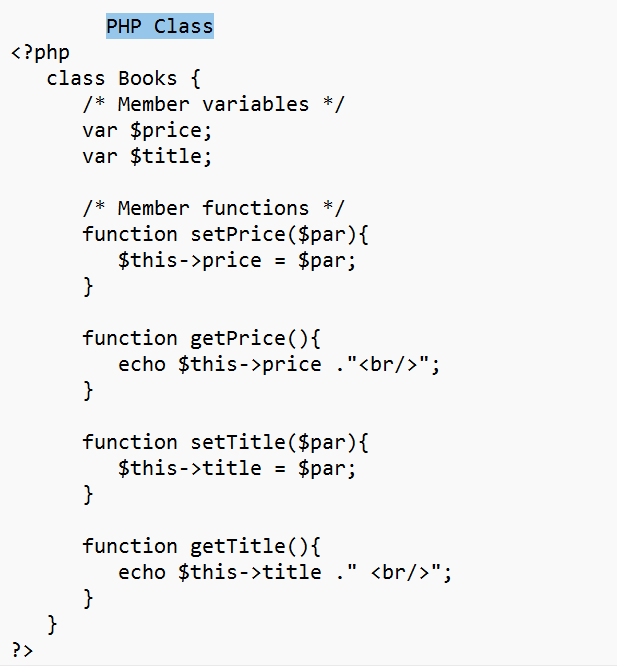 PHP Class
<?php
   class Books {
      /* Member variables */
      var $price;
      var $title;

      /* Member functions */
      function setPrice($par){
         $this->price = $par;
      }

      function getPrice(){
         echo $this->price ."<br/>";
      }

      function setTitle($par){
         $this->title = $par;
      }

      function getTitle(){
         echo $this->title ." <br/>";
      }
   }
?>